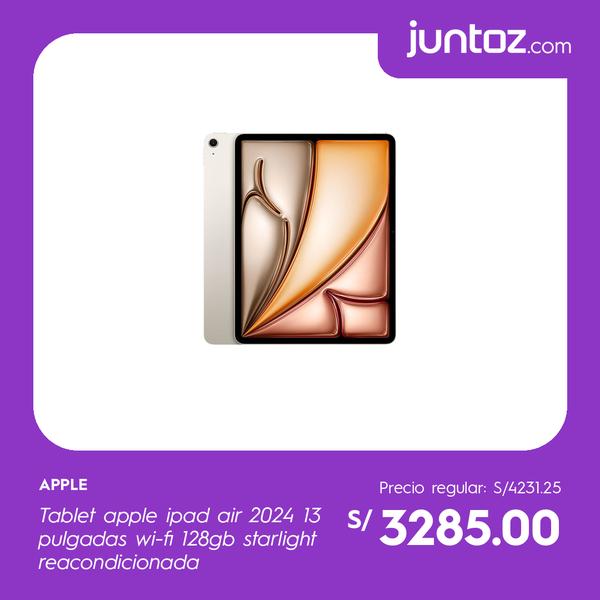 juntoz.com
APPLE
Tablet apple ipad air 2024 13
pulgadas wi-fi 128gb starlight
reacondicionada
Precio regular: S/4231.25
S/ 3285.00